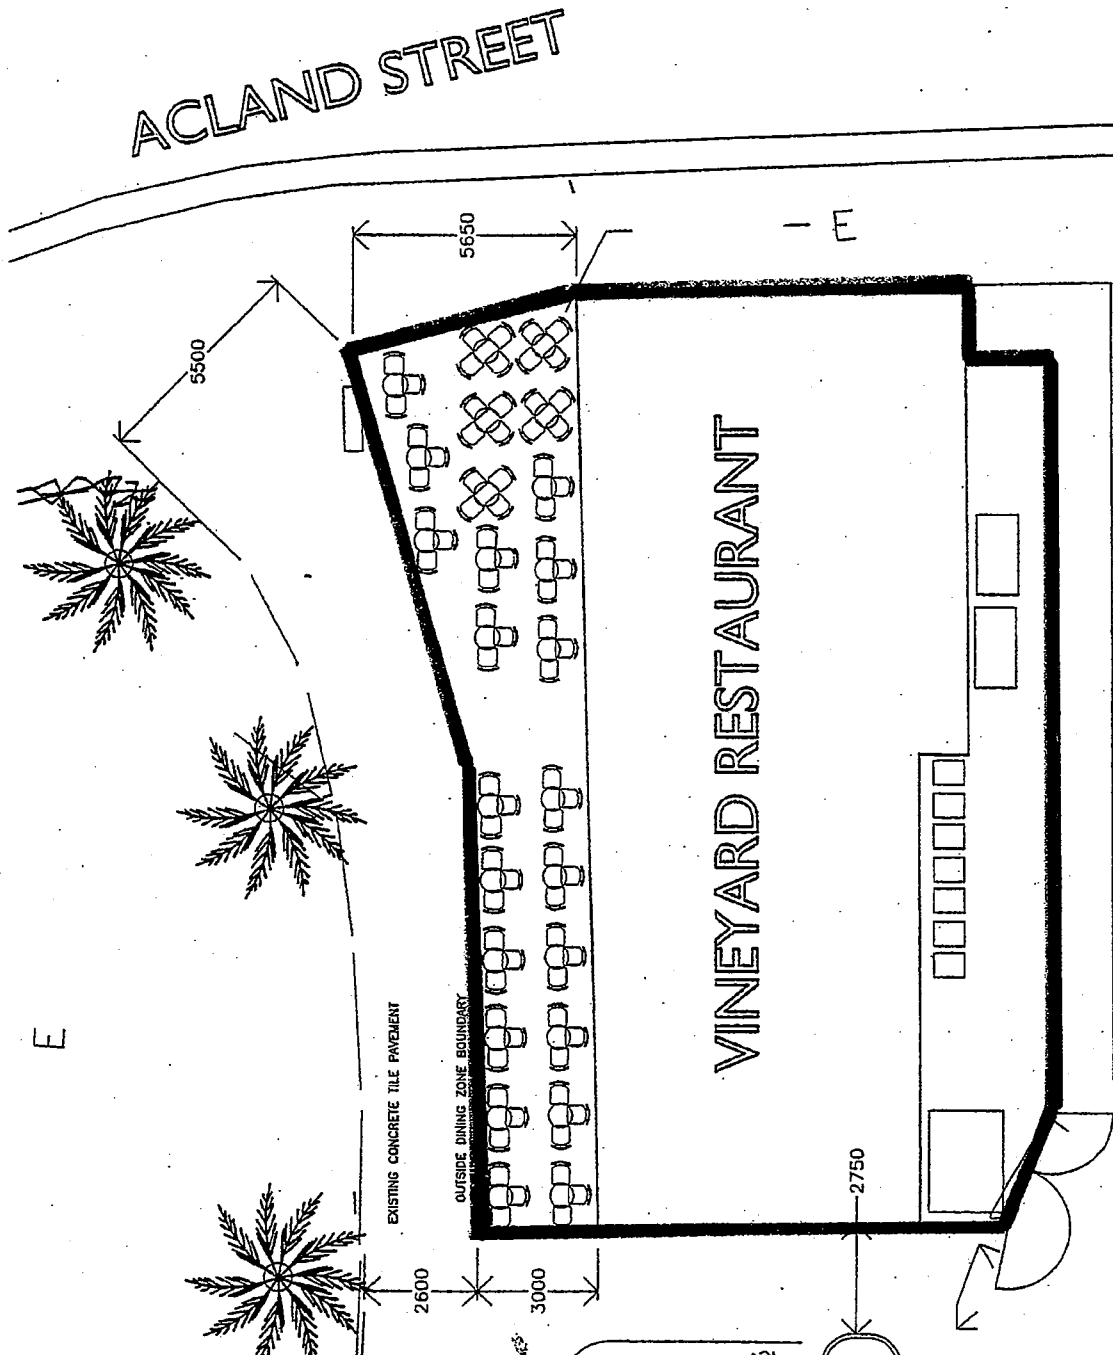 ACLAND STREET
5650
- E
5500
VINEYARD RESTAURANT
E
EXISTING CONCRETE TILE PAVEMENT
OUTSIDE DINING ZONE BOUNDARY
2750
2600
3000